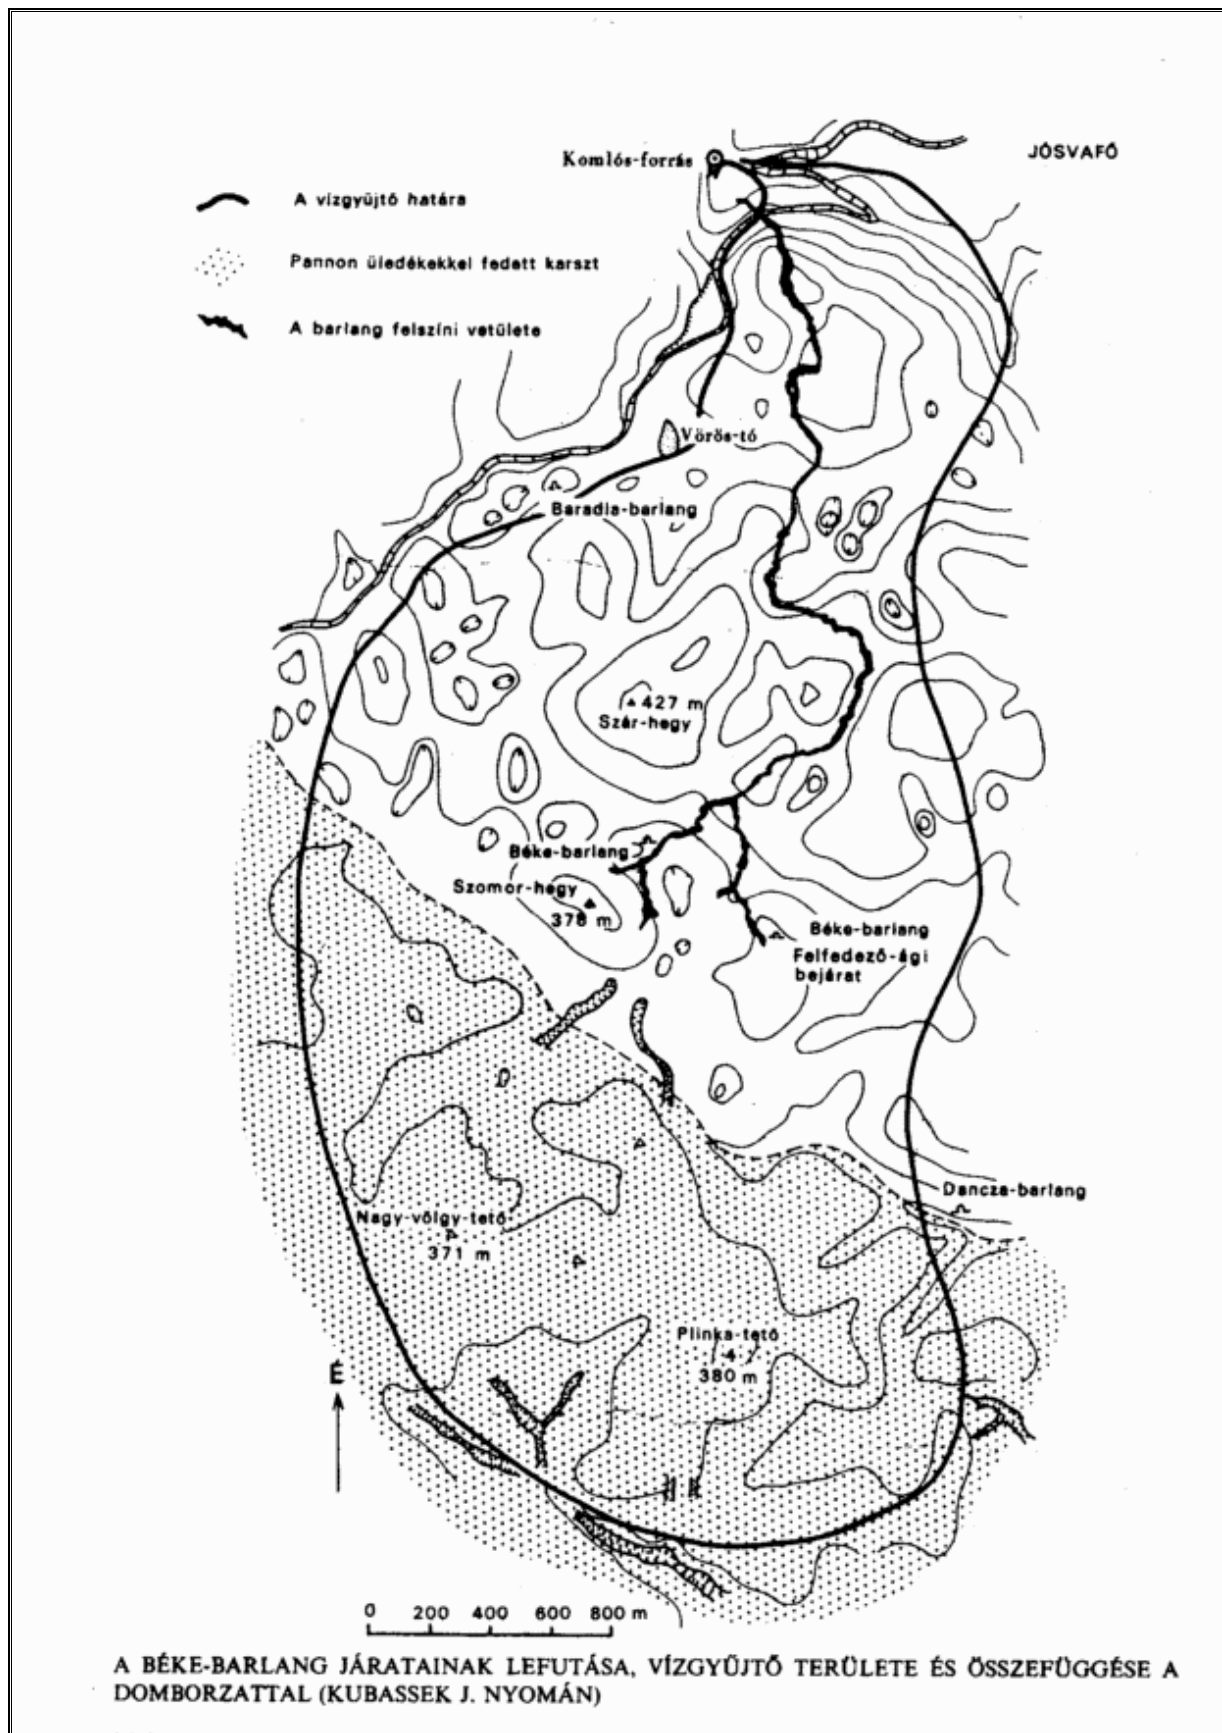 JÓSVAFŐ
Komlós-forrás
A vízgyűjtő határa
Pannon üledékekkel fedett karszt
A barlang felszíni vetülete
Vörös-tó
Baradla-barlang
427 m
Szár-hegy
Béke-barlang
Szomor-hegy
378 m
Béke-barlang
Felfedező-ági
bejárat
Dancza-barlang
Nagy-völgy-tető
371 m
Plinka-tető
380 m
É
0 200 400 600 800 m
A BÉKE-BARLANG JÁRATAINAK LEFUTÁSA, VÍZGYŰJTŐ TERÜLETE ÉS ÖSSZEFÜGGÉSE A
DOMBORZATTAL (KUBASSEK J. NYOMÁN)